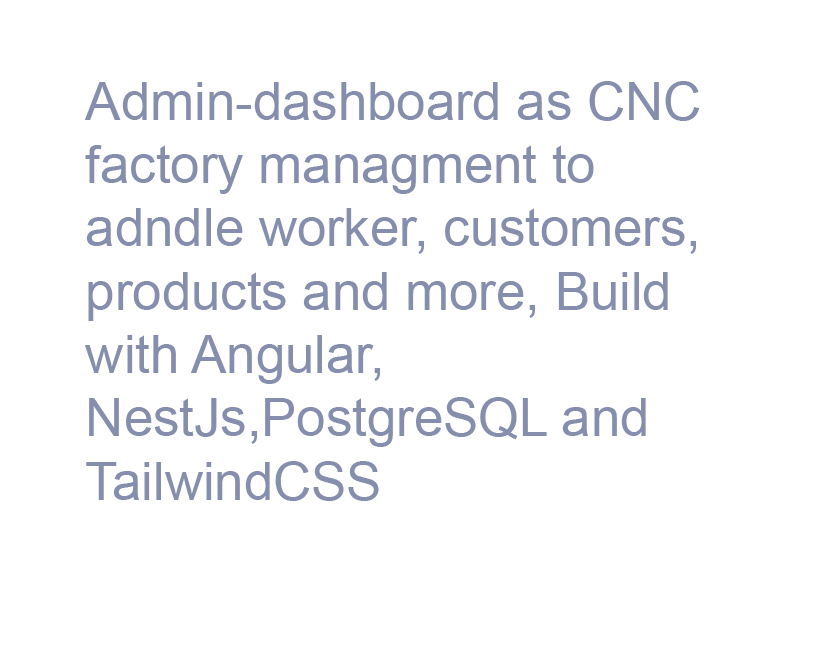 Admin-dashboard as CNC
factory managment to
adndle worker, customers,
products and more, Build
with Angular,
NestJs,PostgreSQL and
TailwindCSS